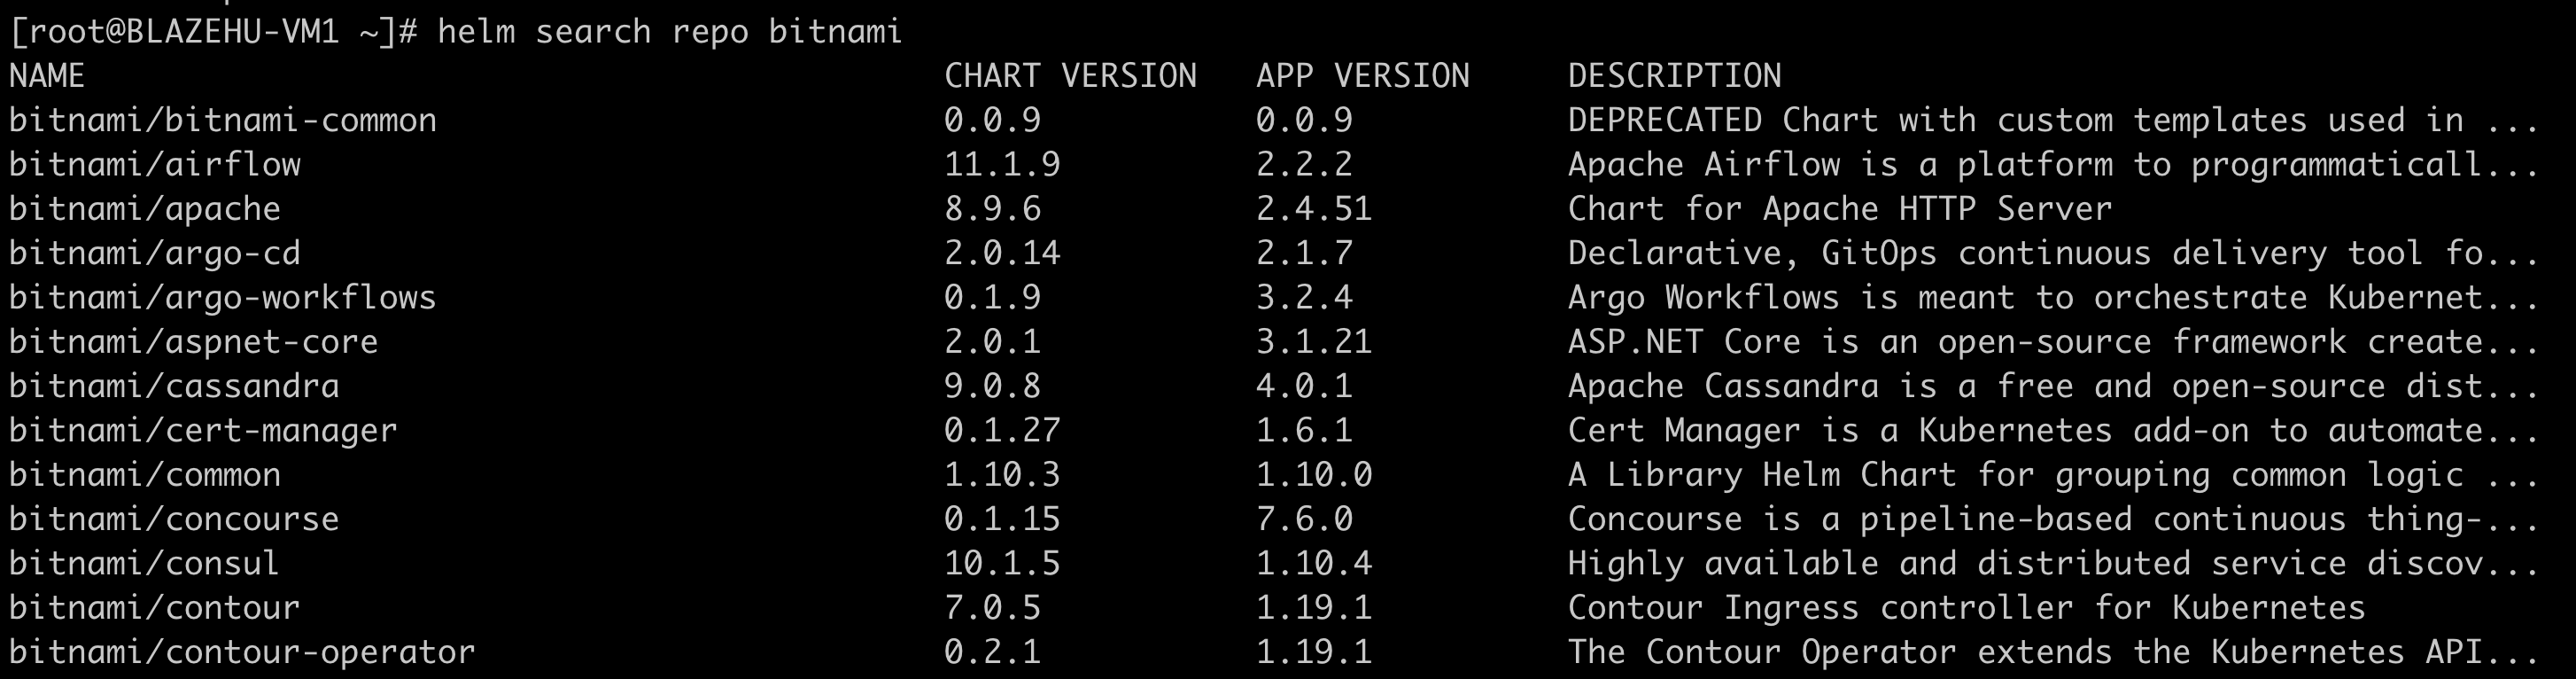 [root@BLAZEHU-VM1 ~]# helm search repo bitnami
NAME CHART VERSION APP VERSION DESCRIPTION
bitnami/bitnami-common 0.0.9 0.0.9 DEPRECATED Chart with custom templates used in ...
bitnami/airflow 11.1.9 2.2.2 Apache Airflow is a platform to programmaticall...
bitnami/apache 8.9.6 2.4.51 Chart for Apache HTTP Server
bitnami/argo-cd 2.0.14 2.1.7 Declarative, GitOps continuous delivery tool fo...
bitnami/argo-workflows 0.1.9 3.2.4 Argo Workflows is meant to orchestrate Kubernet...
bitnami/aspnet-core 2.0.1 3.1.21 ASP.NET Core is an open-source framework create...
bitnami/cassandra 9.0.8 4.0.1 Apache Cassandra is a free and open-source dist...
bitnami/cert-manager 0.1.27 1.6.1 Cert Manager is a Kubernetes add-on to automate...
bitnami/common 1.10.3 1.10.0 A Library Helm Chart for grouping common logic ...
bitnami/concourse 0.1.15 7.6.0 Concourse is a pipeline-based continuous thing-...
bitnami/consul 10.1.5 1.10.4 Highly available and distributed service discov...
bitnami/contour 7.0.5 1.19.1 Contour Ingress controller for Kubernetes
bitnami/contour-operator 0.2.1 1.19.1 The Contour Operator extends the Kubernetes API...